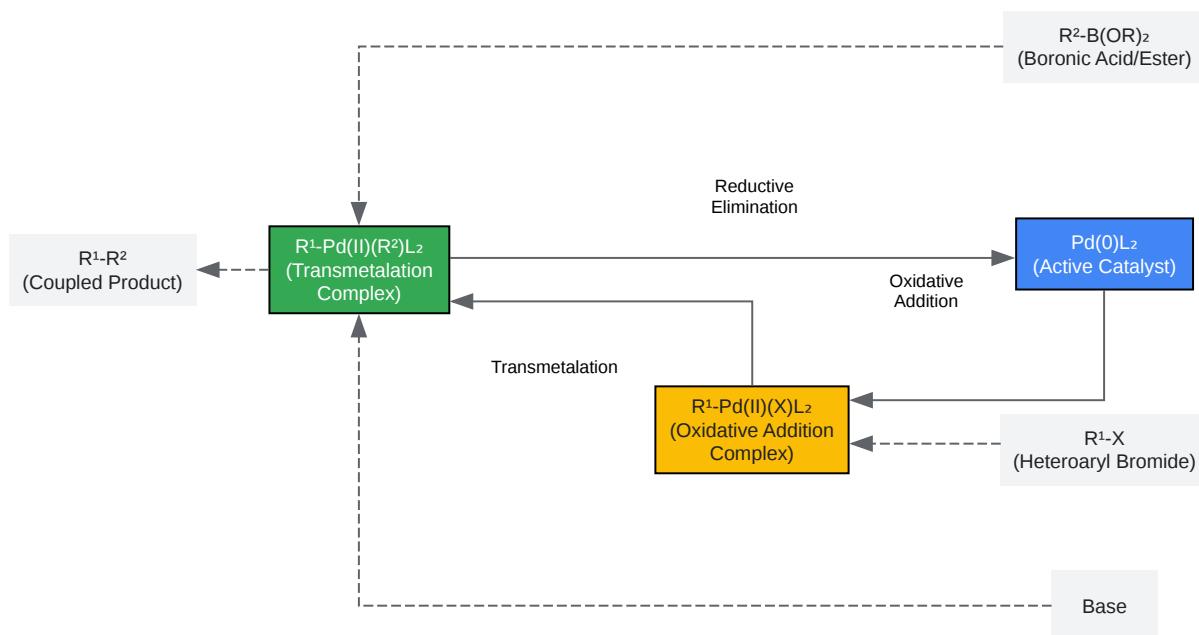 R²-B(OR)₂
(Boronic Acid/Ester)
Reductive
Elimination
R¹-R²
(Coupled Product)
R¹-Pd(II)(R²)L₂
(Transmetalation
Complex)
Pd(0)L₂
(Active Catalyst)
Oxidative
Addition
Transmetalation
R¹-Pd(II)(X)L₂
(Oxidative Addition
Complex)
R¹-X
(Heteroaryl Bromide)
Base